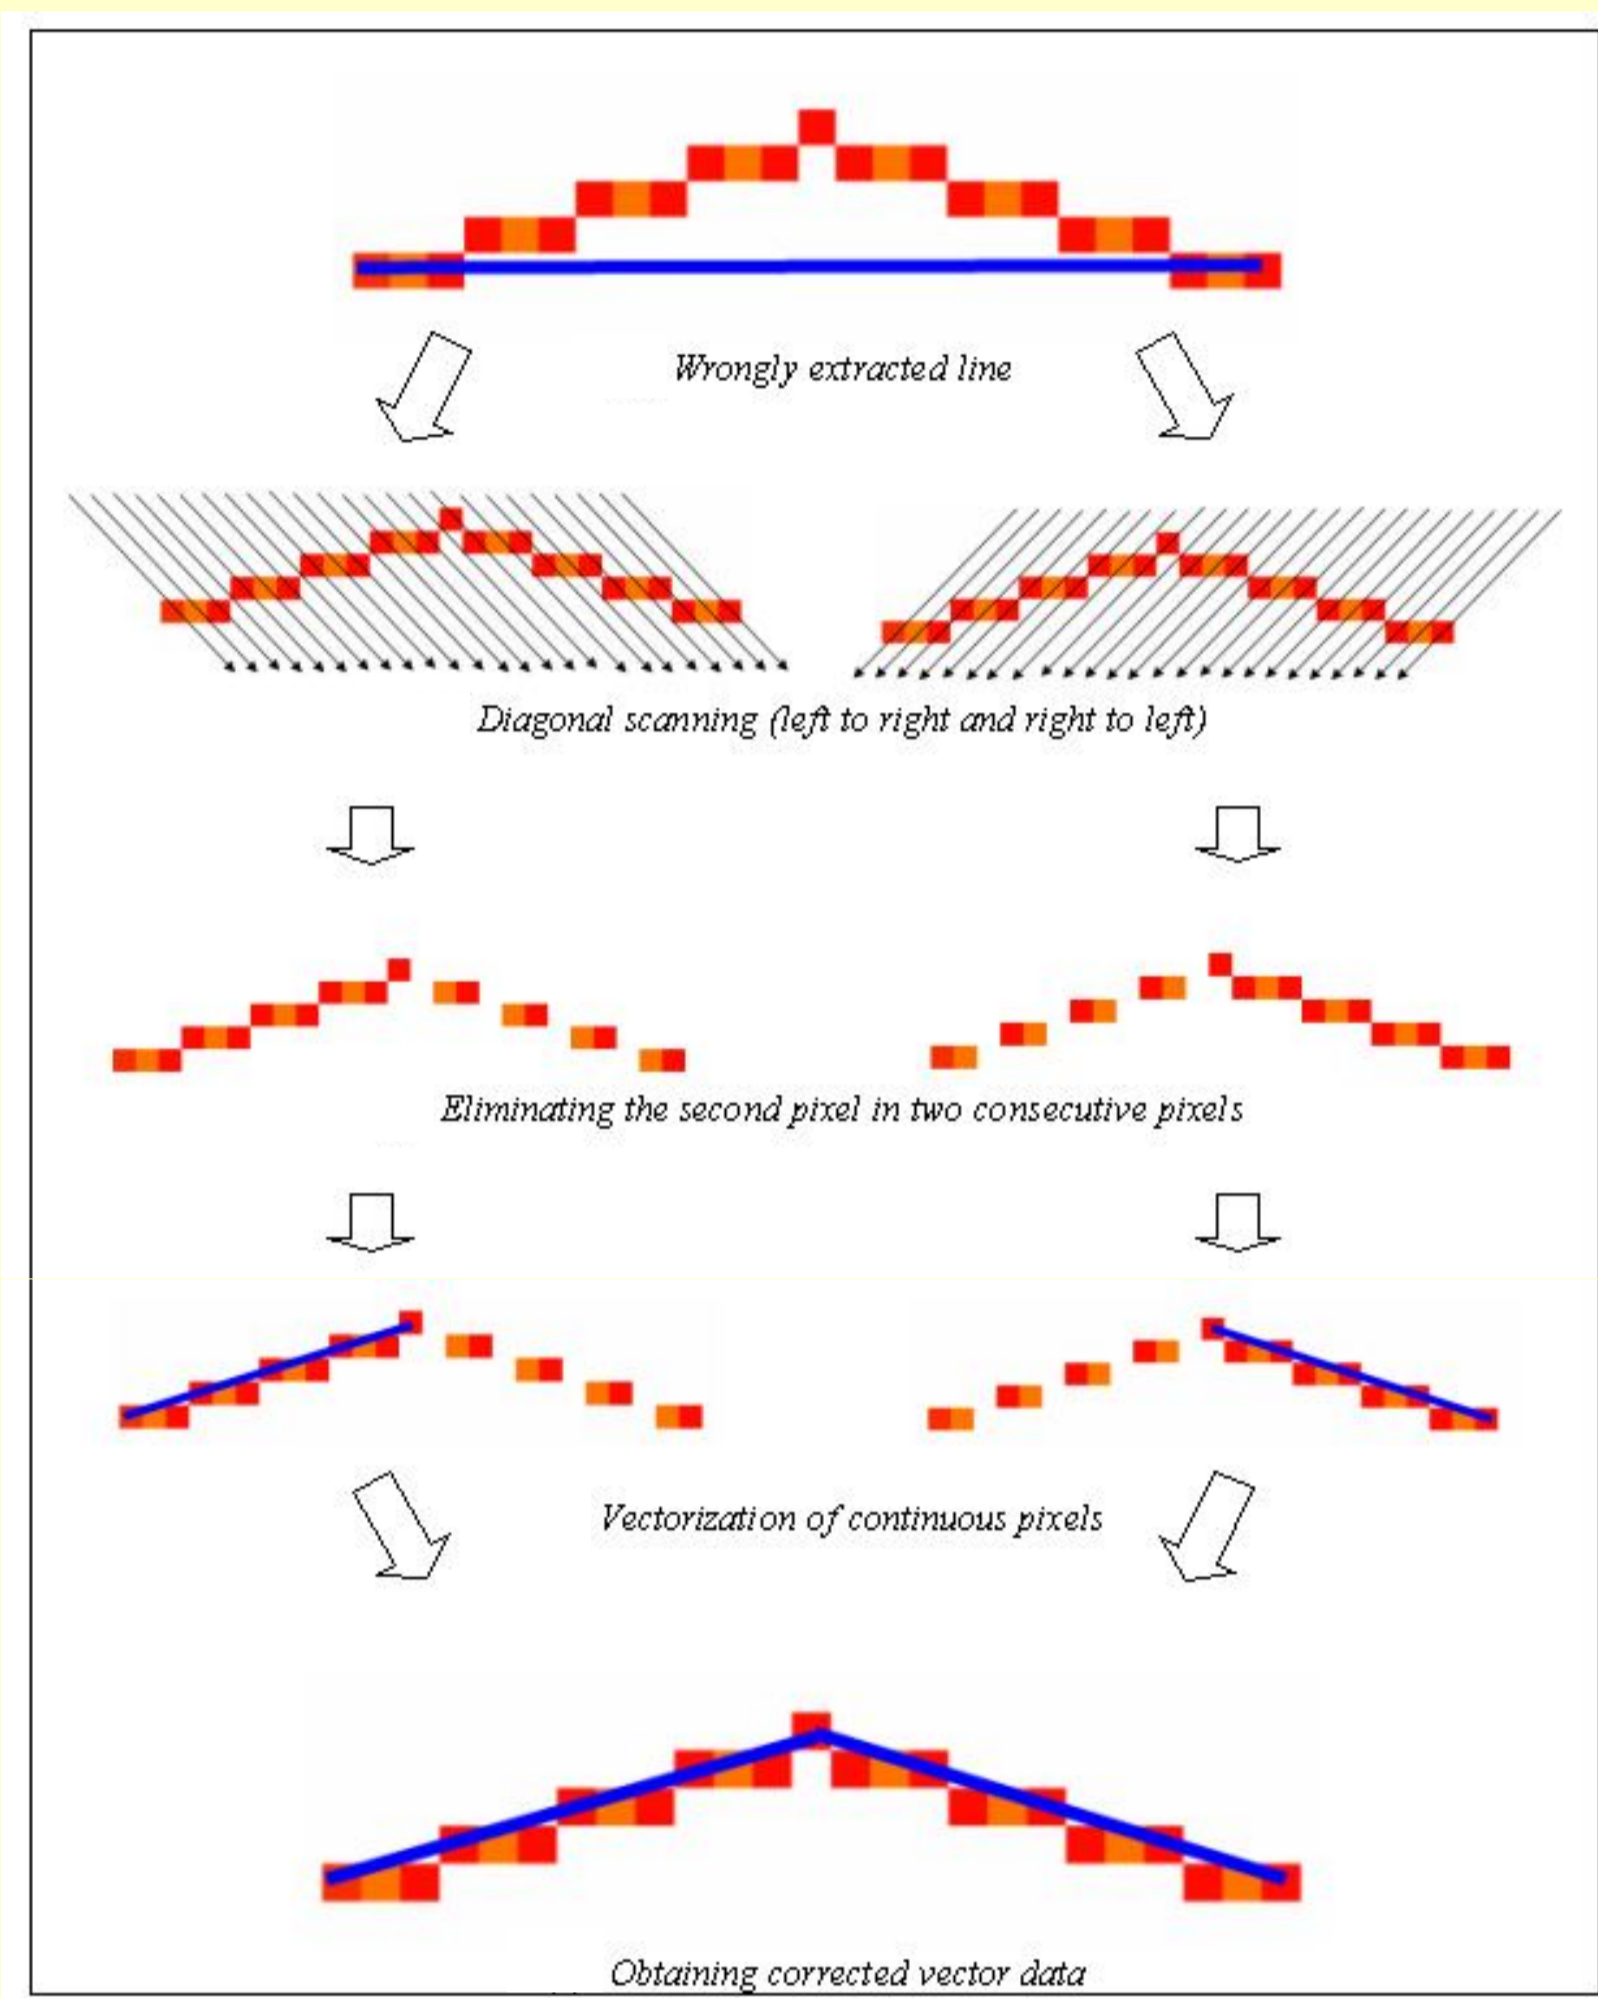 Wrongly extracted line
Diagonal scanning (left to right and right to left)
Eliminating the second pixel in two consecutive pixels
Vectorization of continuous pixels
Obtaining corrected vector data